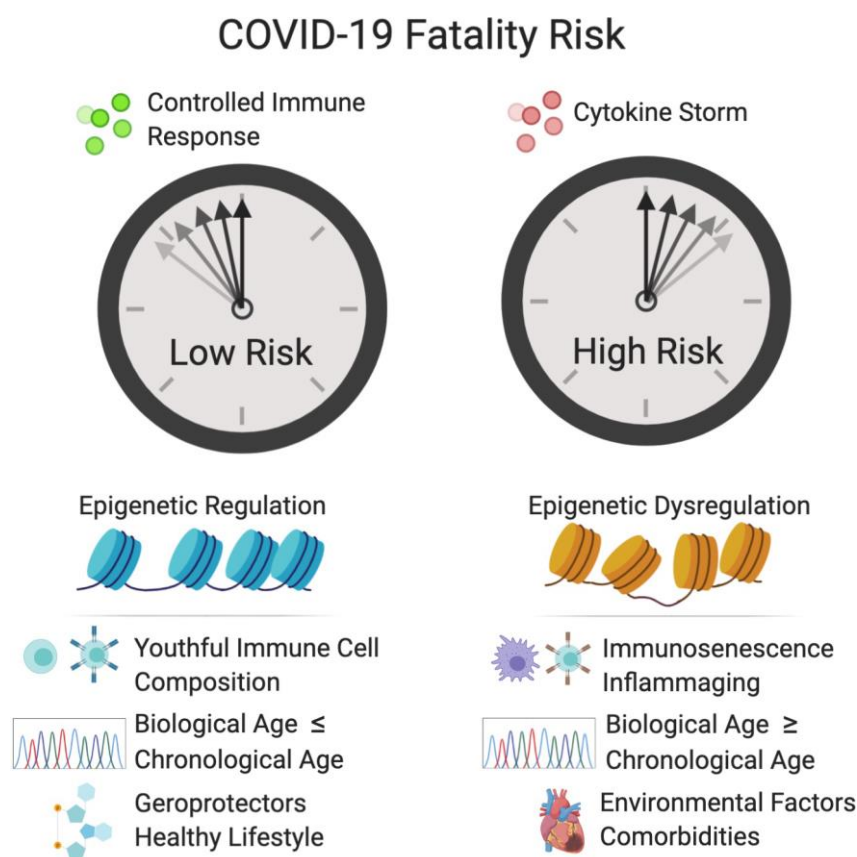 COVID-19 Fatality Risk
Controlled Immune
Response
Low Risk
Epigenetic Regulation
Youthful Immune Cell
Composition
Biological Age ≤
Chronological Age
Geroprotectors
Healthy Lifestyle
Cytokine Storm
High Risk
Epigenetic Dysregulation
Immunosenescence
Inflammaging
Biological Age ≥
Chronological Age
Environmental Factors
Comorbidities